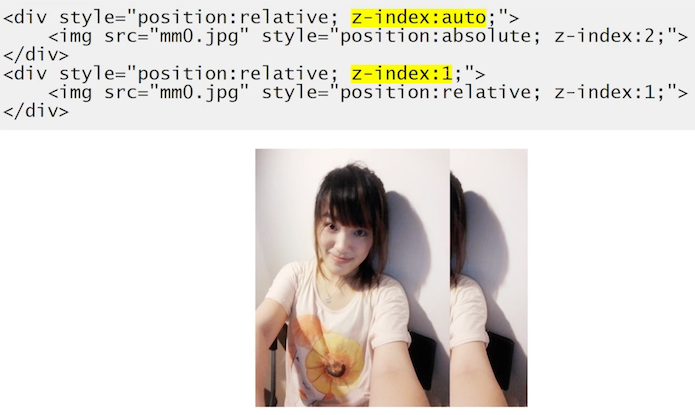 <div style="position:relative; z-index:auto;">
    <img src="mm0.jpg" style="position:absolute; z-index:2;">
</div>
<div style="position:relative; z-index:1;">
    <img src="mm0.jpg" style="position:relative; z-index:1;">
</div>